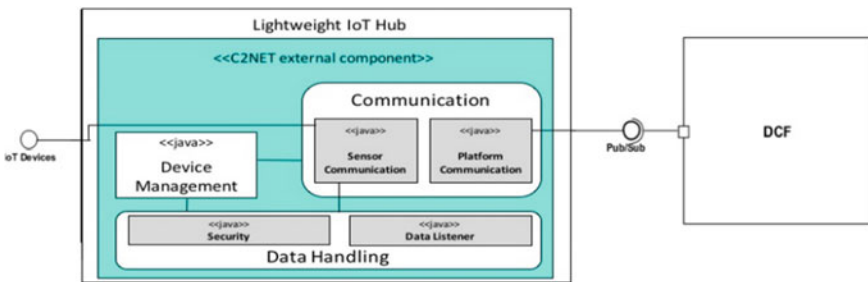 Lightweight IoT Hub
<<C2NET external component>>
Communication
<<java>>
Sensor
Communication
<<java>>
Platform
Communication
<<java>>
Device
Management
IoT Devices
Pub/Sub
DCF
<<java>>
Security
<<java>>
Data Listener
Data Handling